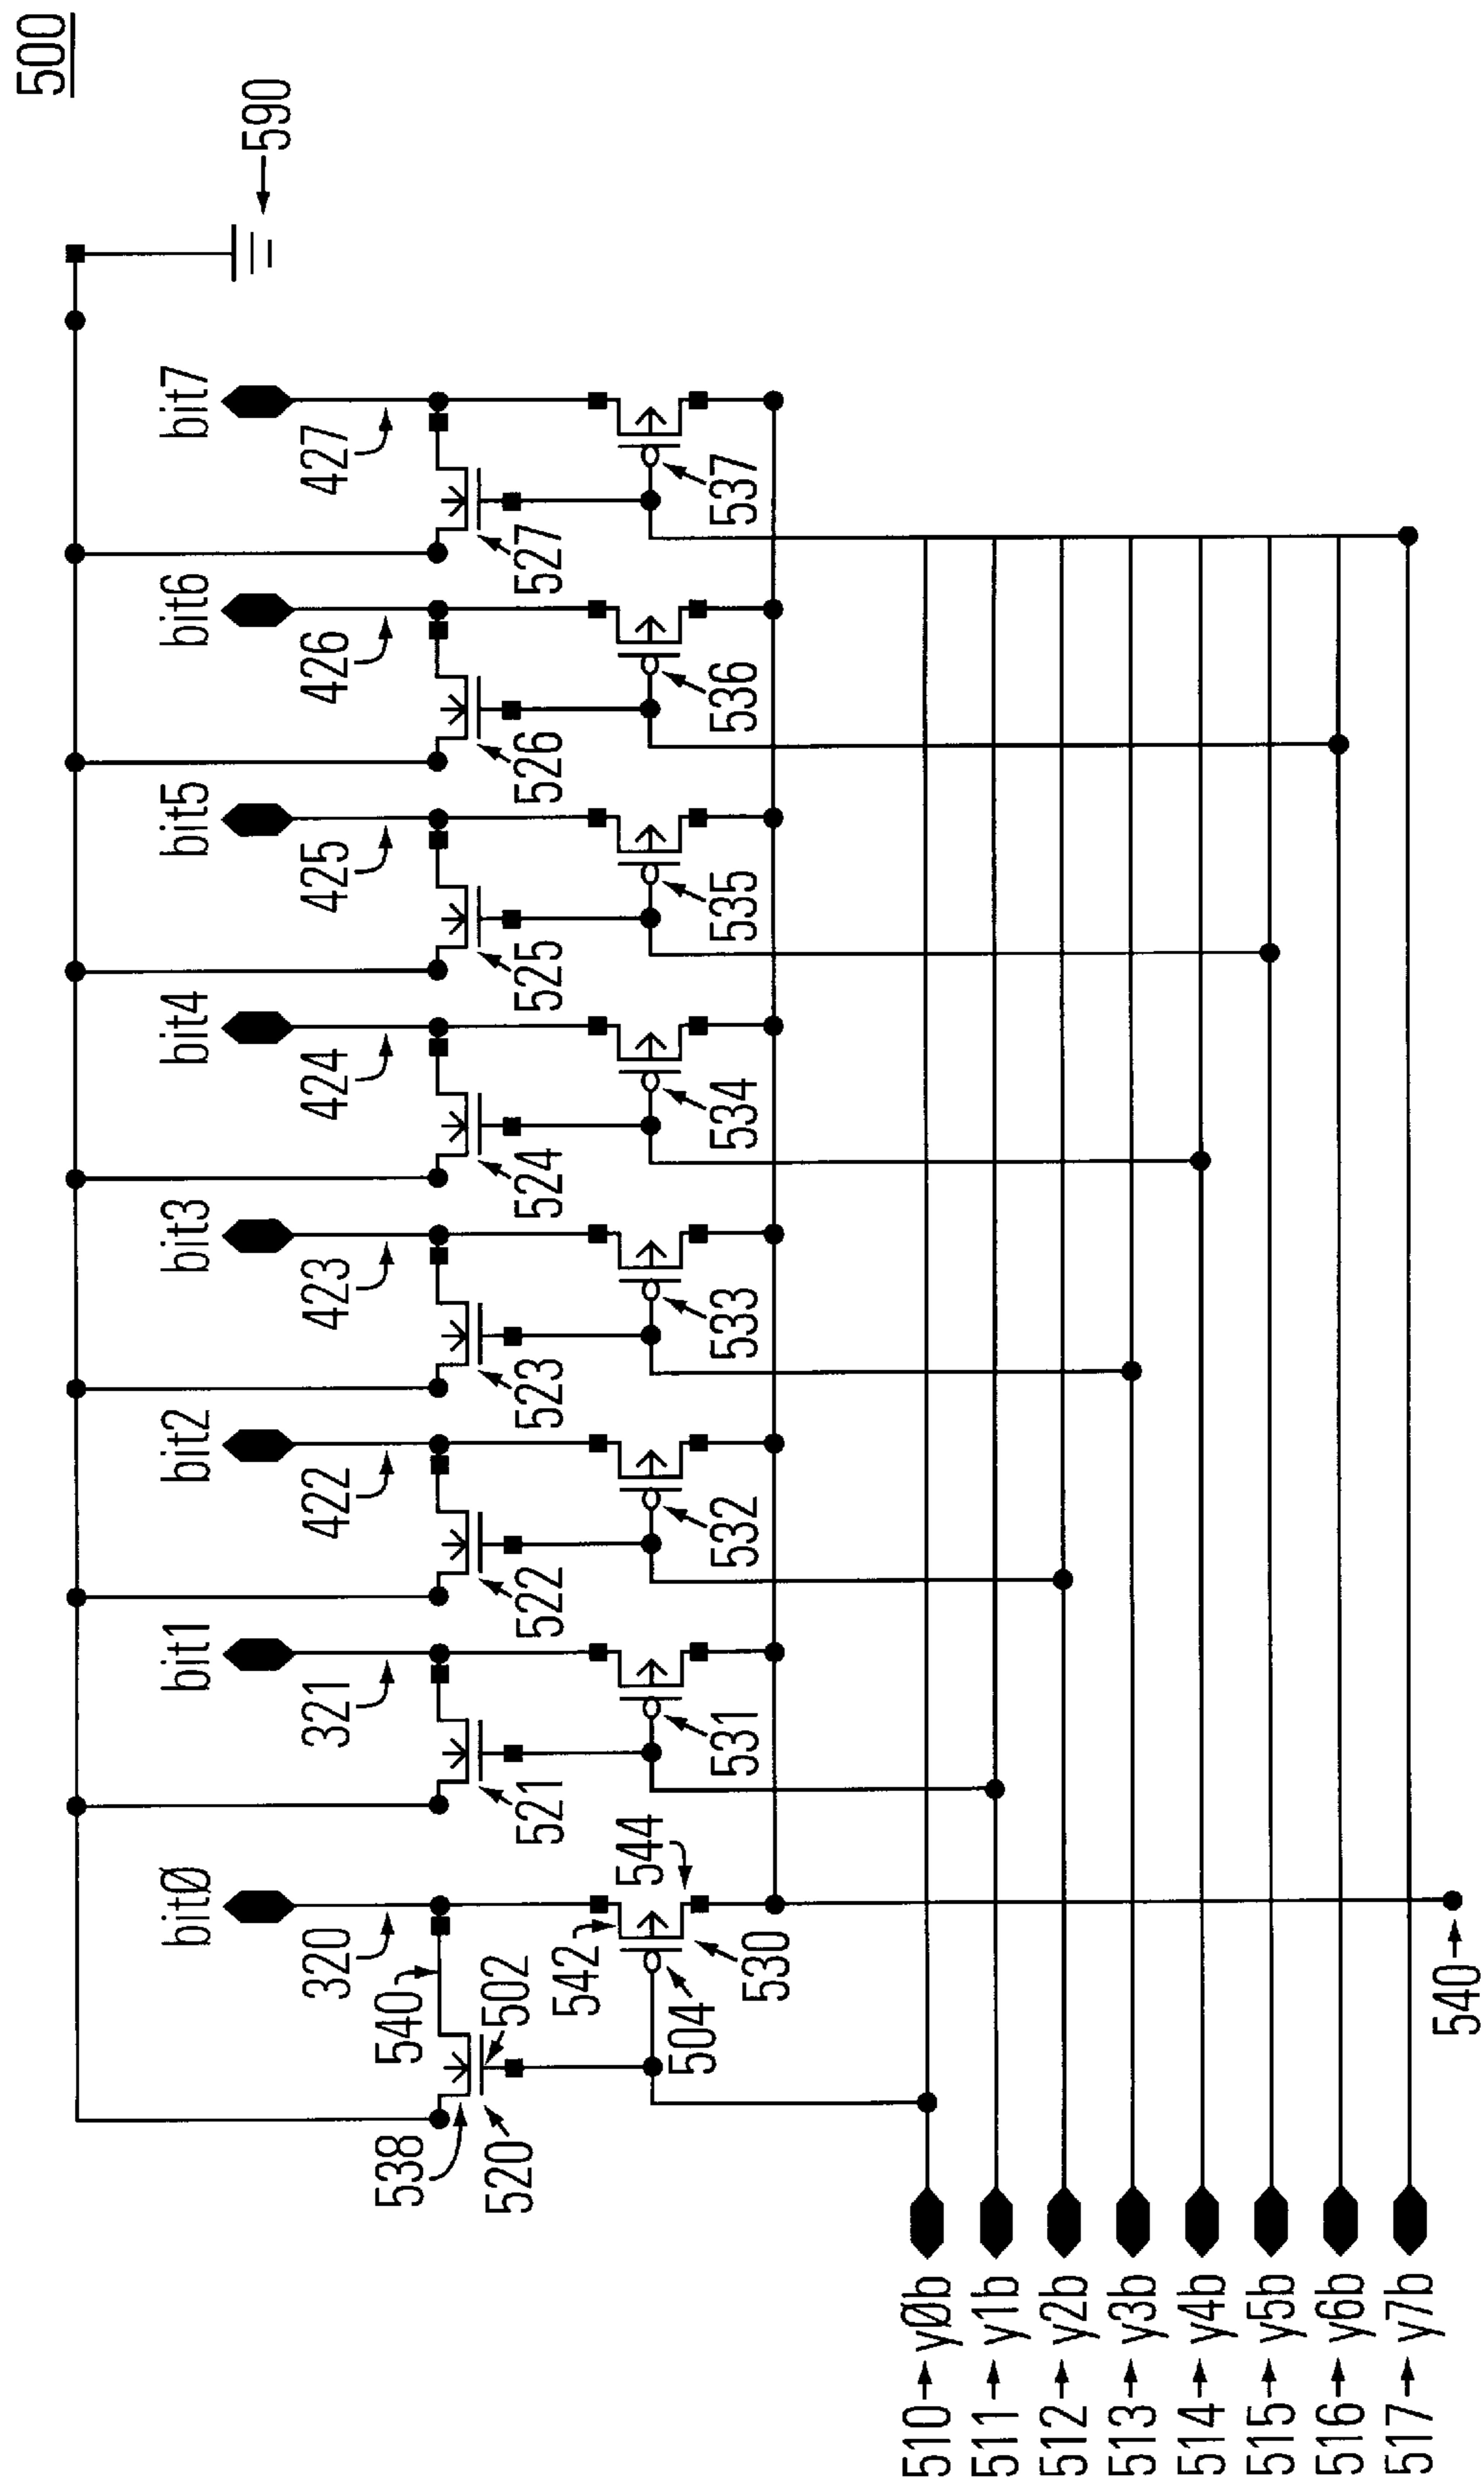 500
590
bit0 bit1 bit2 bit3 bit4 bit5 bit6 bit7
320 321 422 423 424 425 426 427
540
538 502
520 521 522 523 524 525 526 527
542 544
504 530 531 532 533 534 535 536 537
510 y0b
511 y1b
512 y2b
513 y3b
514 y4b
515 y5b
516 y6b
517 y7b
540